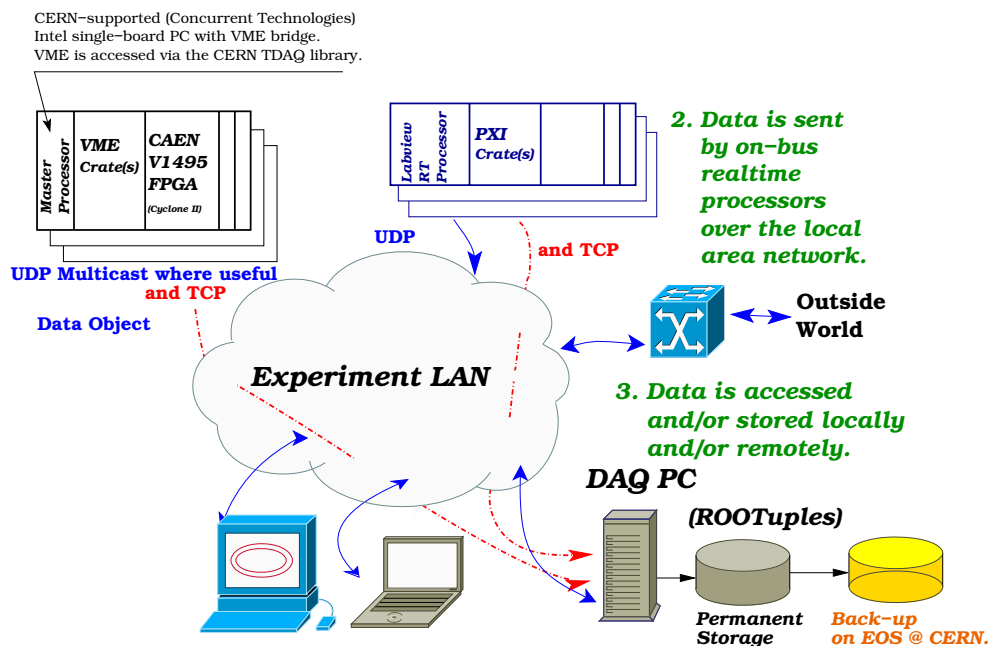 CERN−supported (Concurrent Technologies)
Intel single−board PC with VME bridge.
VME is accessed via the CERN TDAQ library.
Master
Processor
VME
Crate(s)
CAEN
V1495
FPGA
(Cyclone II)
Labview
RT
Processor
PXI
Crate(s)
2. Data is sent
by on−bus
realtime
processors
over the local
area network.
UDP
and TCP
UDP Multicast where useful
and TCP
Data Object
Outside
World
Experiment LAN
3. Data is accessed
and/or stored locally
and/or remotely.
DAQ PC
(ROOTuples)
Permanent
Storage
Back−up
on EOS @ CERN.